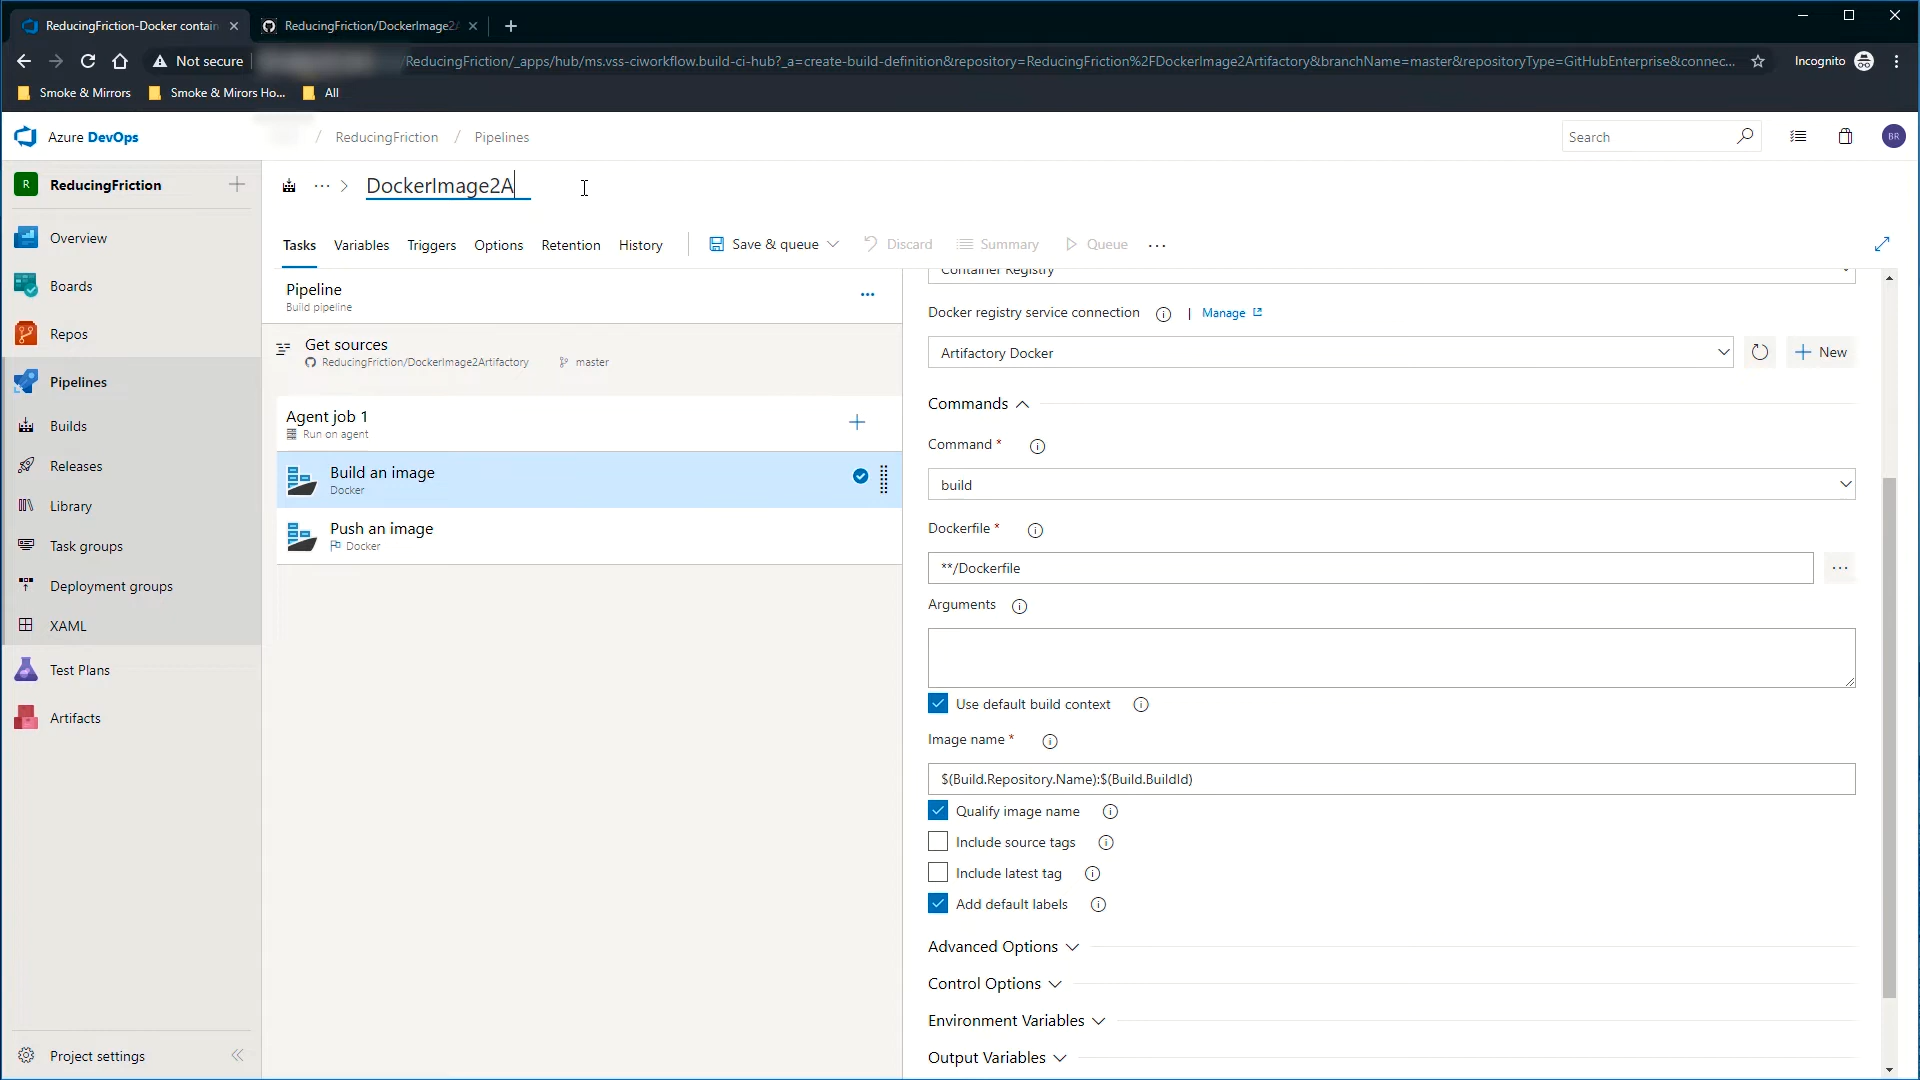 ReducingFriction-Docker contain
ReducingFriction/DockerImage2A
Not secure
/ReducingFriction/_apps/hub/ms.vss-ciworkflow.build-ci-hub?_a=create-build-definition&repository=ReducingFriction%2FDockerImage2Artifactory&branchName=master&repositoryType=GitHubEnterprise&connec...
Incognito
Smoke & Mirrors
Smoke & Mirors Ho...
All
Azure DevOps
/ ReducingFriction / Pipelines
Search
BR
R
ReducingFriction
Overview
Boards
Repos
Pipelines
Builds
Releases
Library
Task groups
Deployment groups
XAML
Test Plans
Artifacts
Project settings
DockerImage2A
Tasks Variables Triggers Options Retention History
Save & queue Discard Summary Queue
Pipeline
Build pipeline
Get sources
ReducingFriction/DockerImage2Artifactory master
Agent job 1
Run on agent
Build an image
Docker
Push an image
Docker
Container Registry
Docker registry service connection | Manage
Artifactory Docker
New
Commands
Command *
build
Dockerfile *
**/Dockerfile
Arguments
Use default build context
Image name *
$(Build.Repository.Name):$(Build.BuildId)
Qualify image name
Include source tags
Include latest tag
Add default labels
Advanced Options
Control Options
Environment Variables
Output Variables